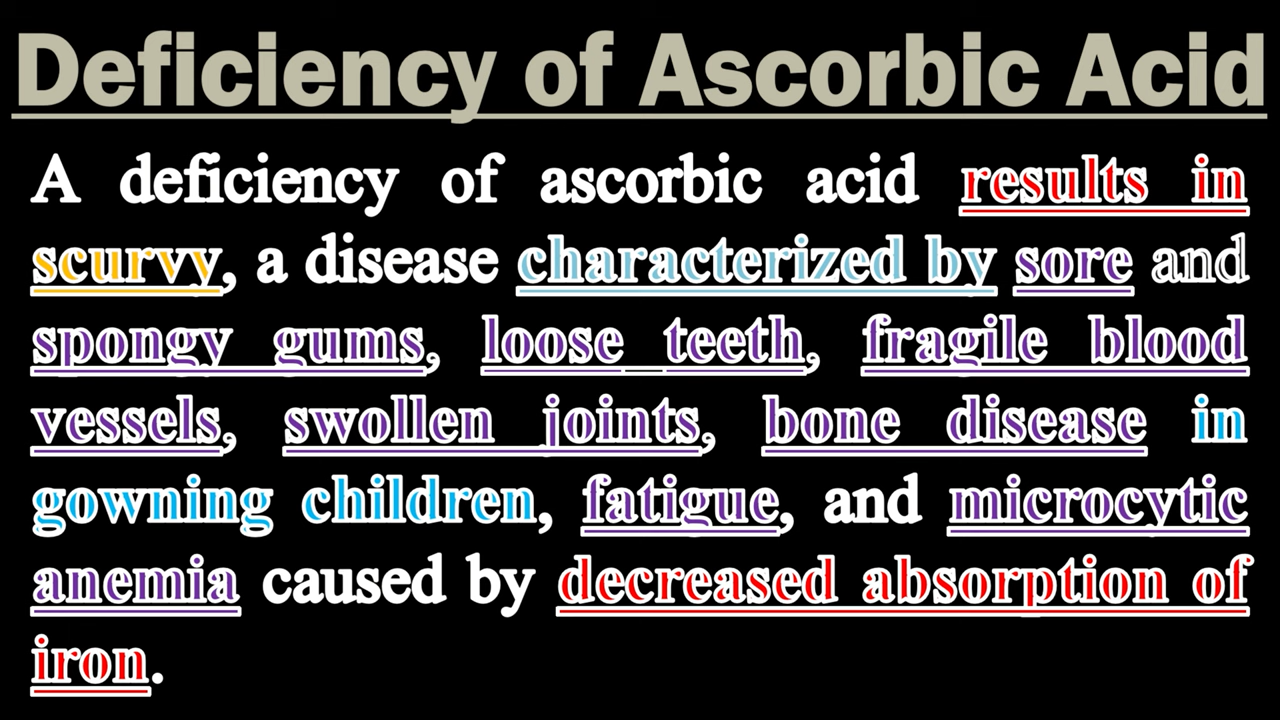 Deficiency of Ascorbic Acid
A deficiency of ascorbic acid results in
scurvy, a disease characterized by sore and
spongy gums, loose teeth, fragile blood
vessels, swollen joints, bone disease in
gowning children, fatigue, and microcytic
anemia caused by decreased absorption of
iron.